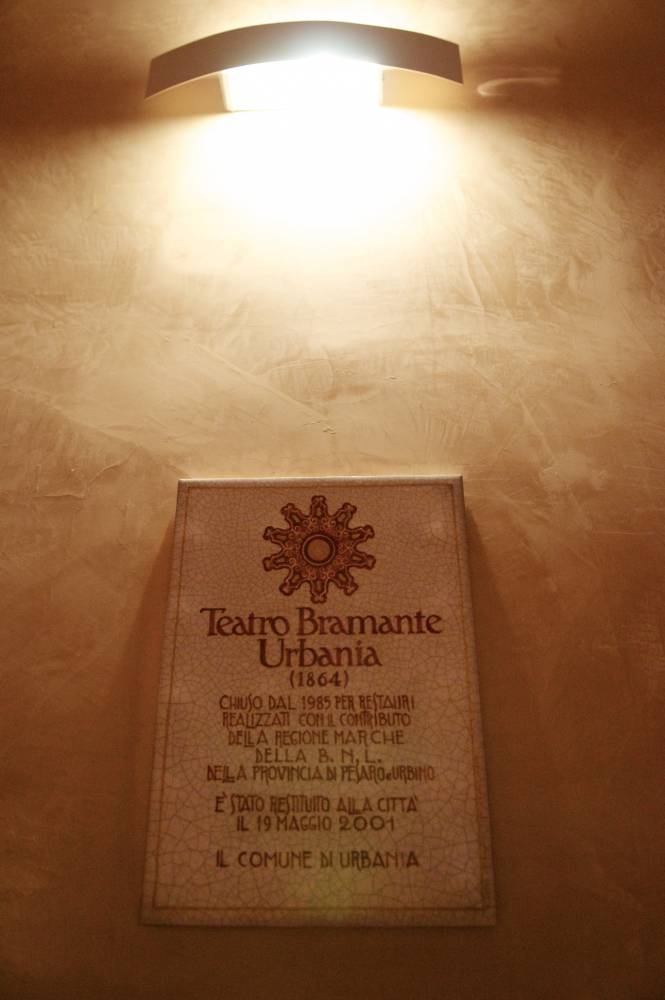 Teatro Bramante
Urbania
(1864)
CHIUSO DAL 1985 PER RESTAURI
REALIZZATI CON IL CONTRIBUTO
DELLA REGIONE MARCHE
DELLA B.N.L.
DELLA PROVINCIA DI PESARO e URBINO
E' STATO RESTITUITO ALLA CITTA'
IL 19 MAGGIO 2001
IL COMUNE DI URBANIA